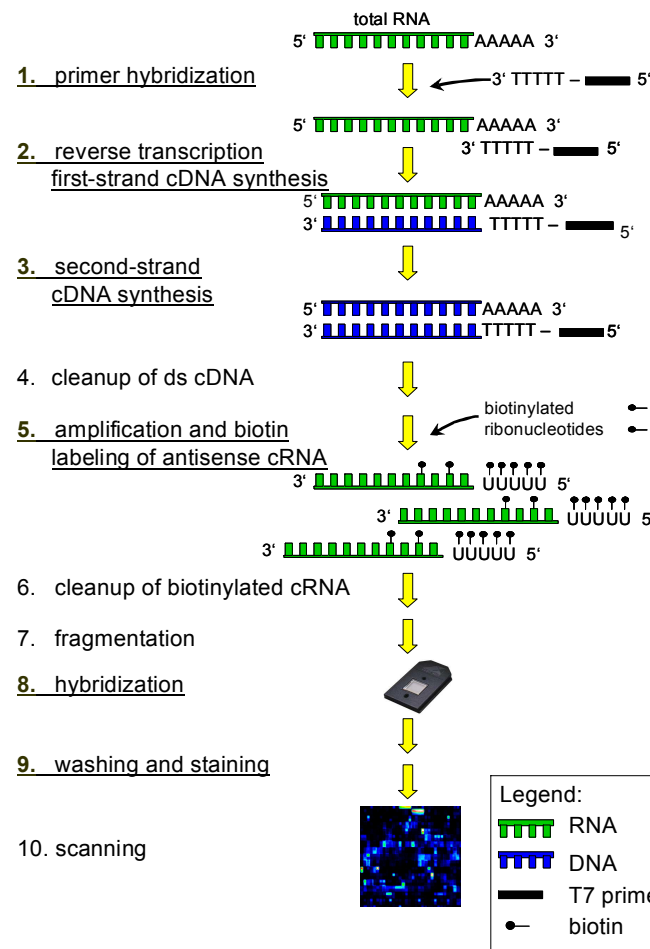 total RNA
5‘ AAAAA 3‘
1. primer hybridization
3‘ TTTTT – 5‘
5‘ AAAAA 3‘
3‘ TTTTT – 5‘
2. reverse transcription
first-strand cDNA synthesis
5‘ AAAAA 3‘
3‘ TTTTT – 5‘
3. second-strand
cDNA synthesis
5‘ AAAAA 3‘
3‘ TTTTT – 5‘
4. cleanup of ds cDNA
biotinylated
ribonucleotides
5. amplification and biotin
labeling of antisense cRNA
3‘ UUUUU 5‘
3‘ UUUUU 5‘
3‘ UUUUU 5‘
6. cleanup of biotinylated cRNA
7. fragmentation
8. hybridization
9. washing and staining
10. scanning
Legend:
RNA
DNA
T7 prime
biotin